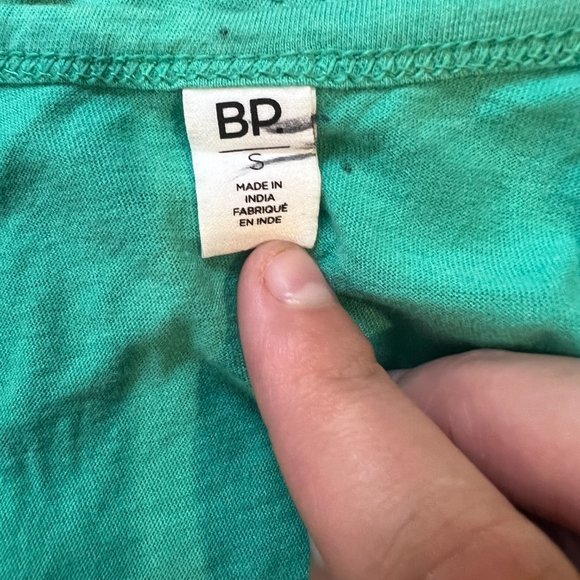 BP.
S
MADE IN
INDIA
FABRIQUÉ
EN INDE